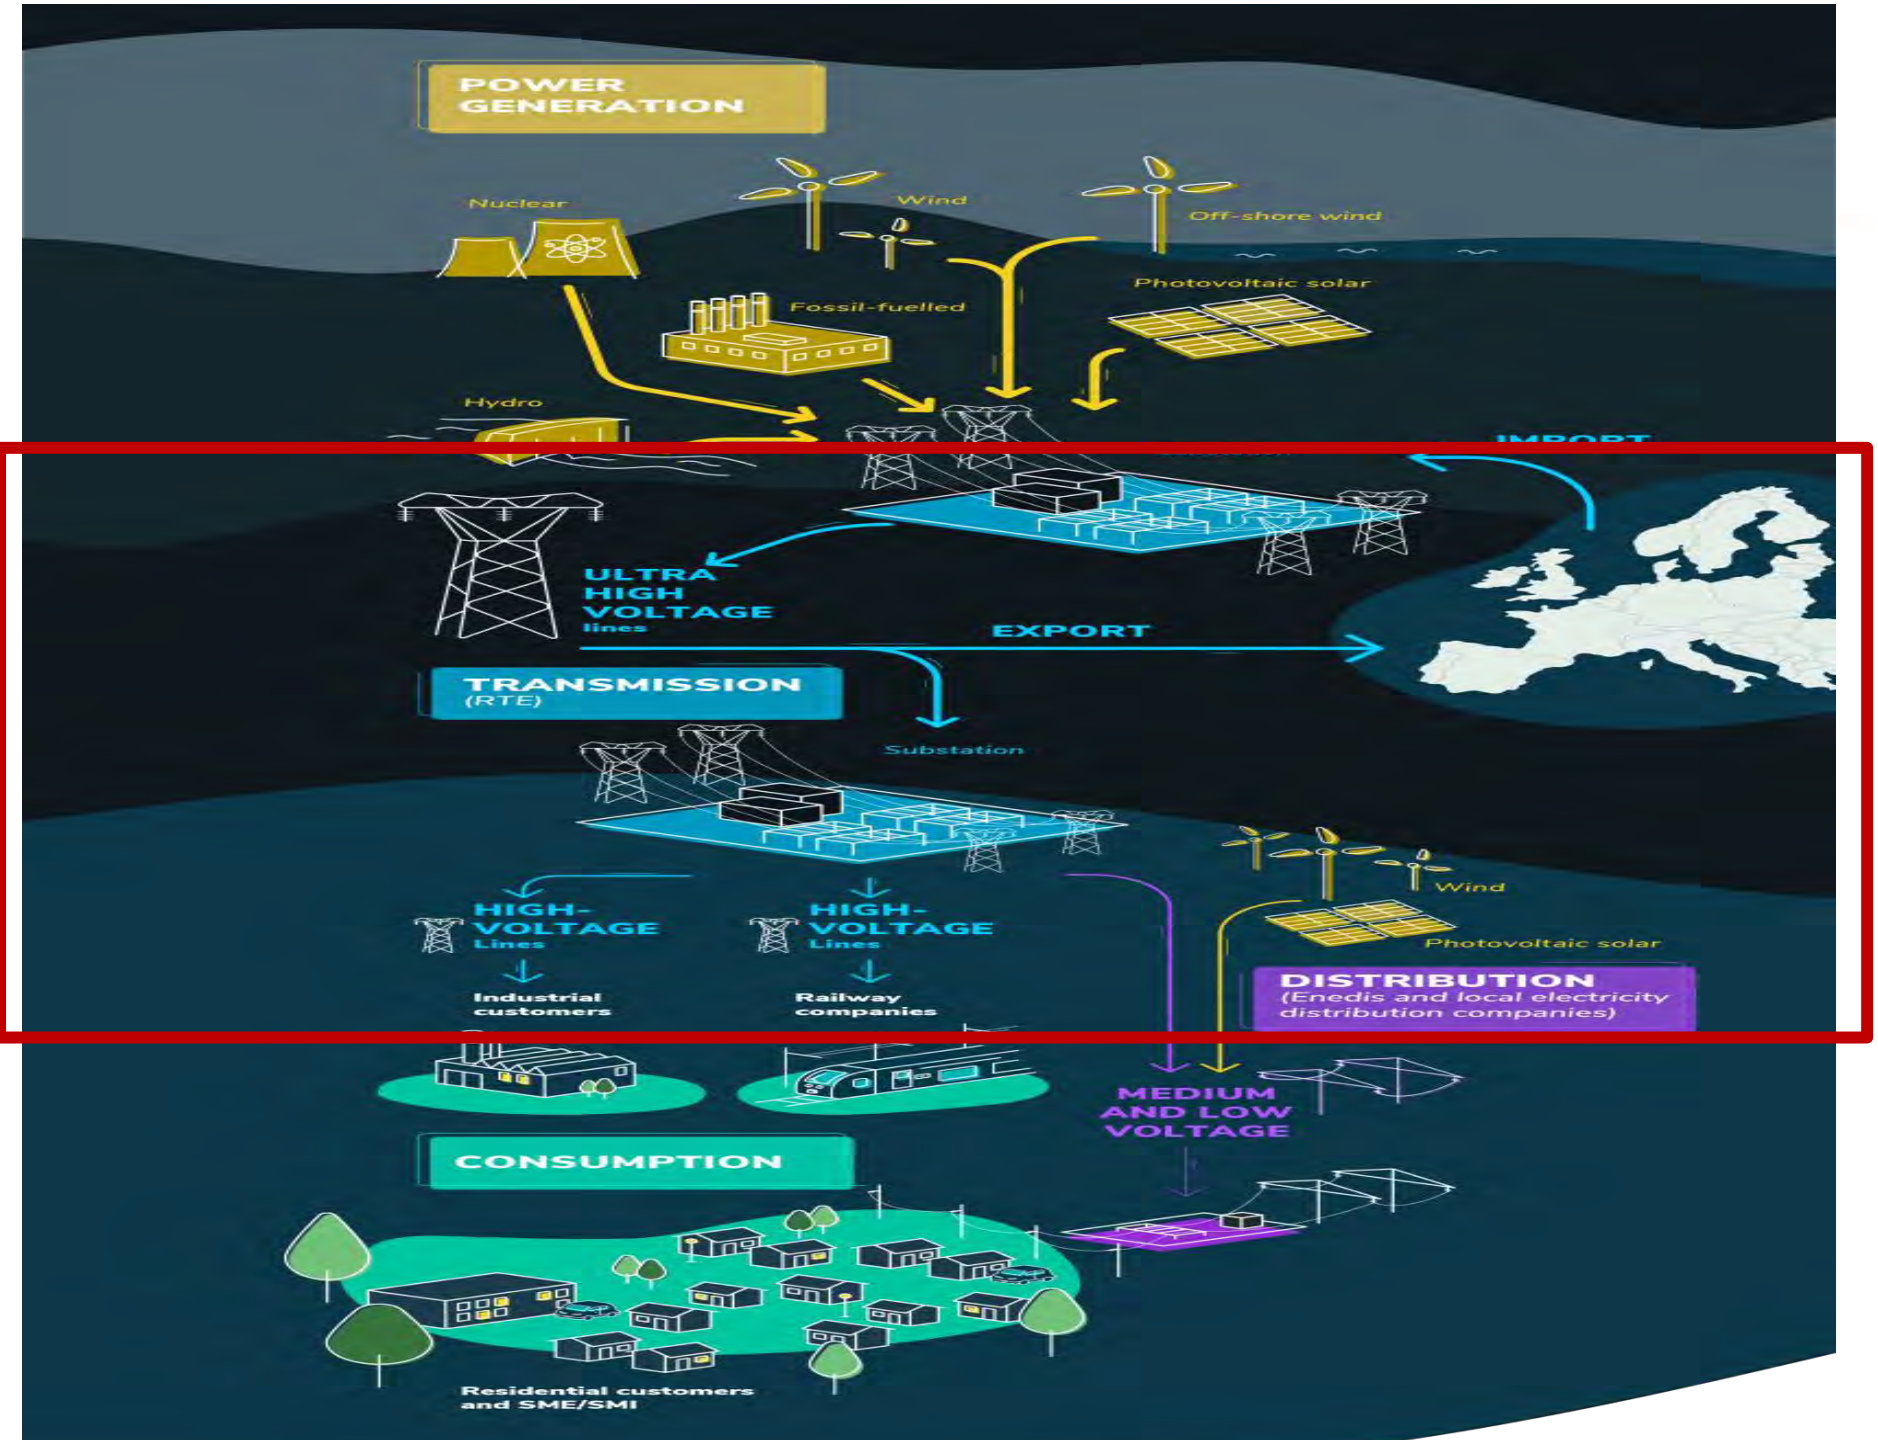 POWER
GENERATION
Nuclear
Wind
Off-shore wind
Photovoltaic solar
Fossil-fuelled
Hydro
IMPORT
ULTRA
HIGH
VOLTAGE
lines
EXPORT
TRANSMISSION
(RTE)
Substation
Wind
HIGH-
VOLTAGE
Lines
HIGH-
VOLTAGE
Lines
Photovoltaic solar
DISTRIBUTION
(Enedis and local electricity
distribution companies)
Industrial
customers
Railway
companies
MEDIUM
AND LOW
VOLTAGE
CONSUMPTION
Residential customers
and SME/SMI